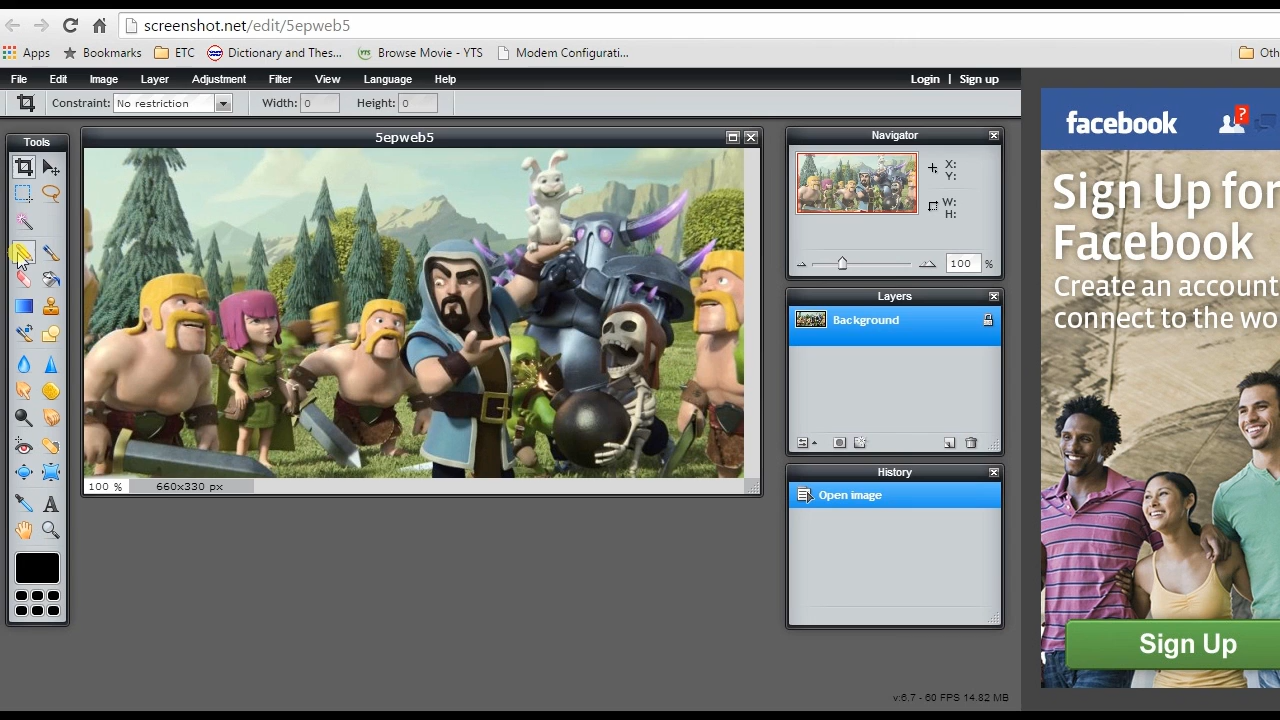 screenshot.net/edit/5epweb5
Apps Bookmarks ETC Dictionary and Thes... Browse Movie - YTS Modem Configurati... Oth
File Edit Image Layer Adjustment Filter View Language Help Login | Sign up
Constraint: No restriction Width: 0 Height: 0
Tools
5epweb5
100 % 660x330 px
Navigator
X:
Y:
W:
H:
100 %
Layers
Background
History
Open image
v:6.7 - 60 FPS 14.82 MB
facebook ?
Sign Up for
Facebook
Create an account
connect to the wo
Sign Up